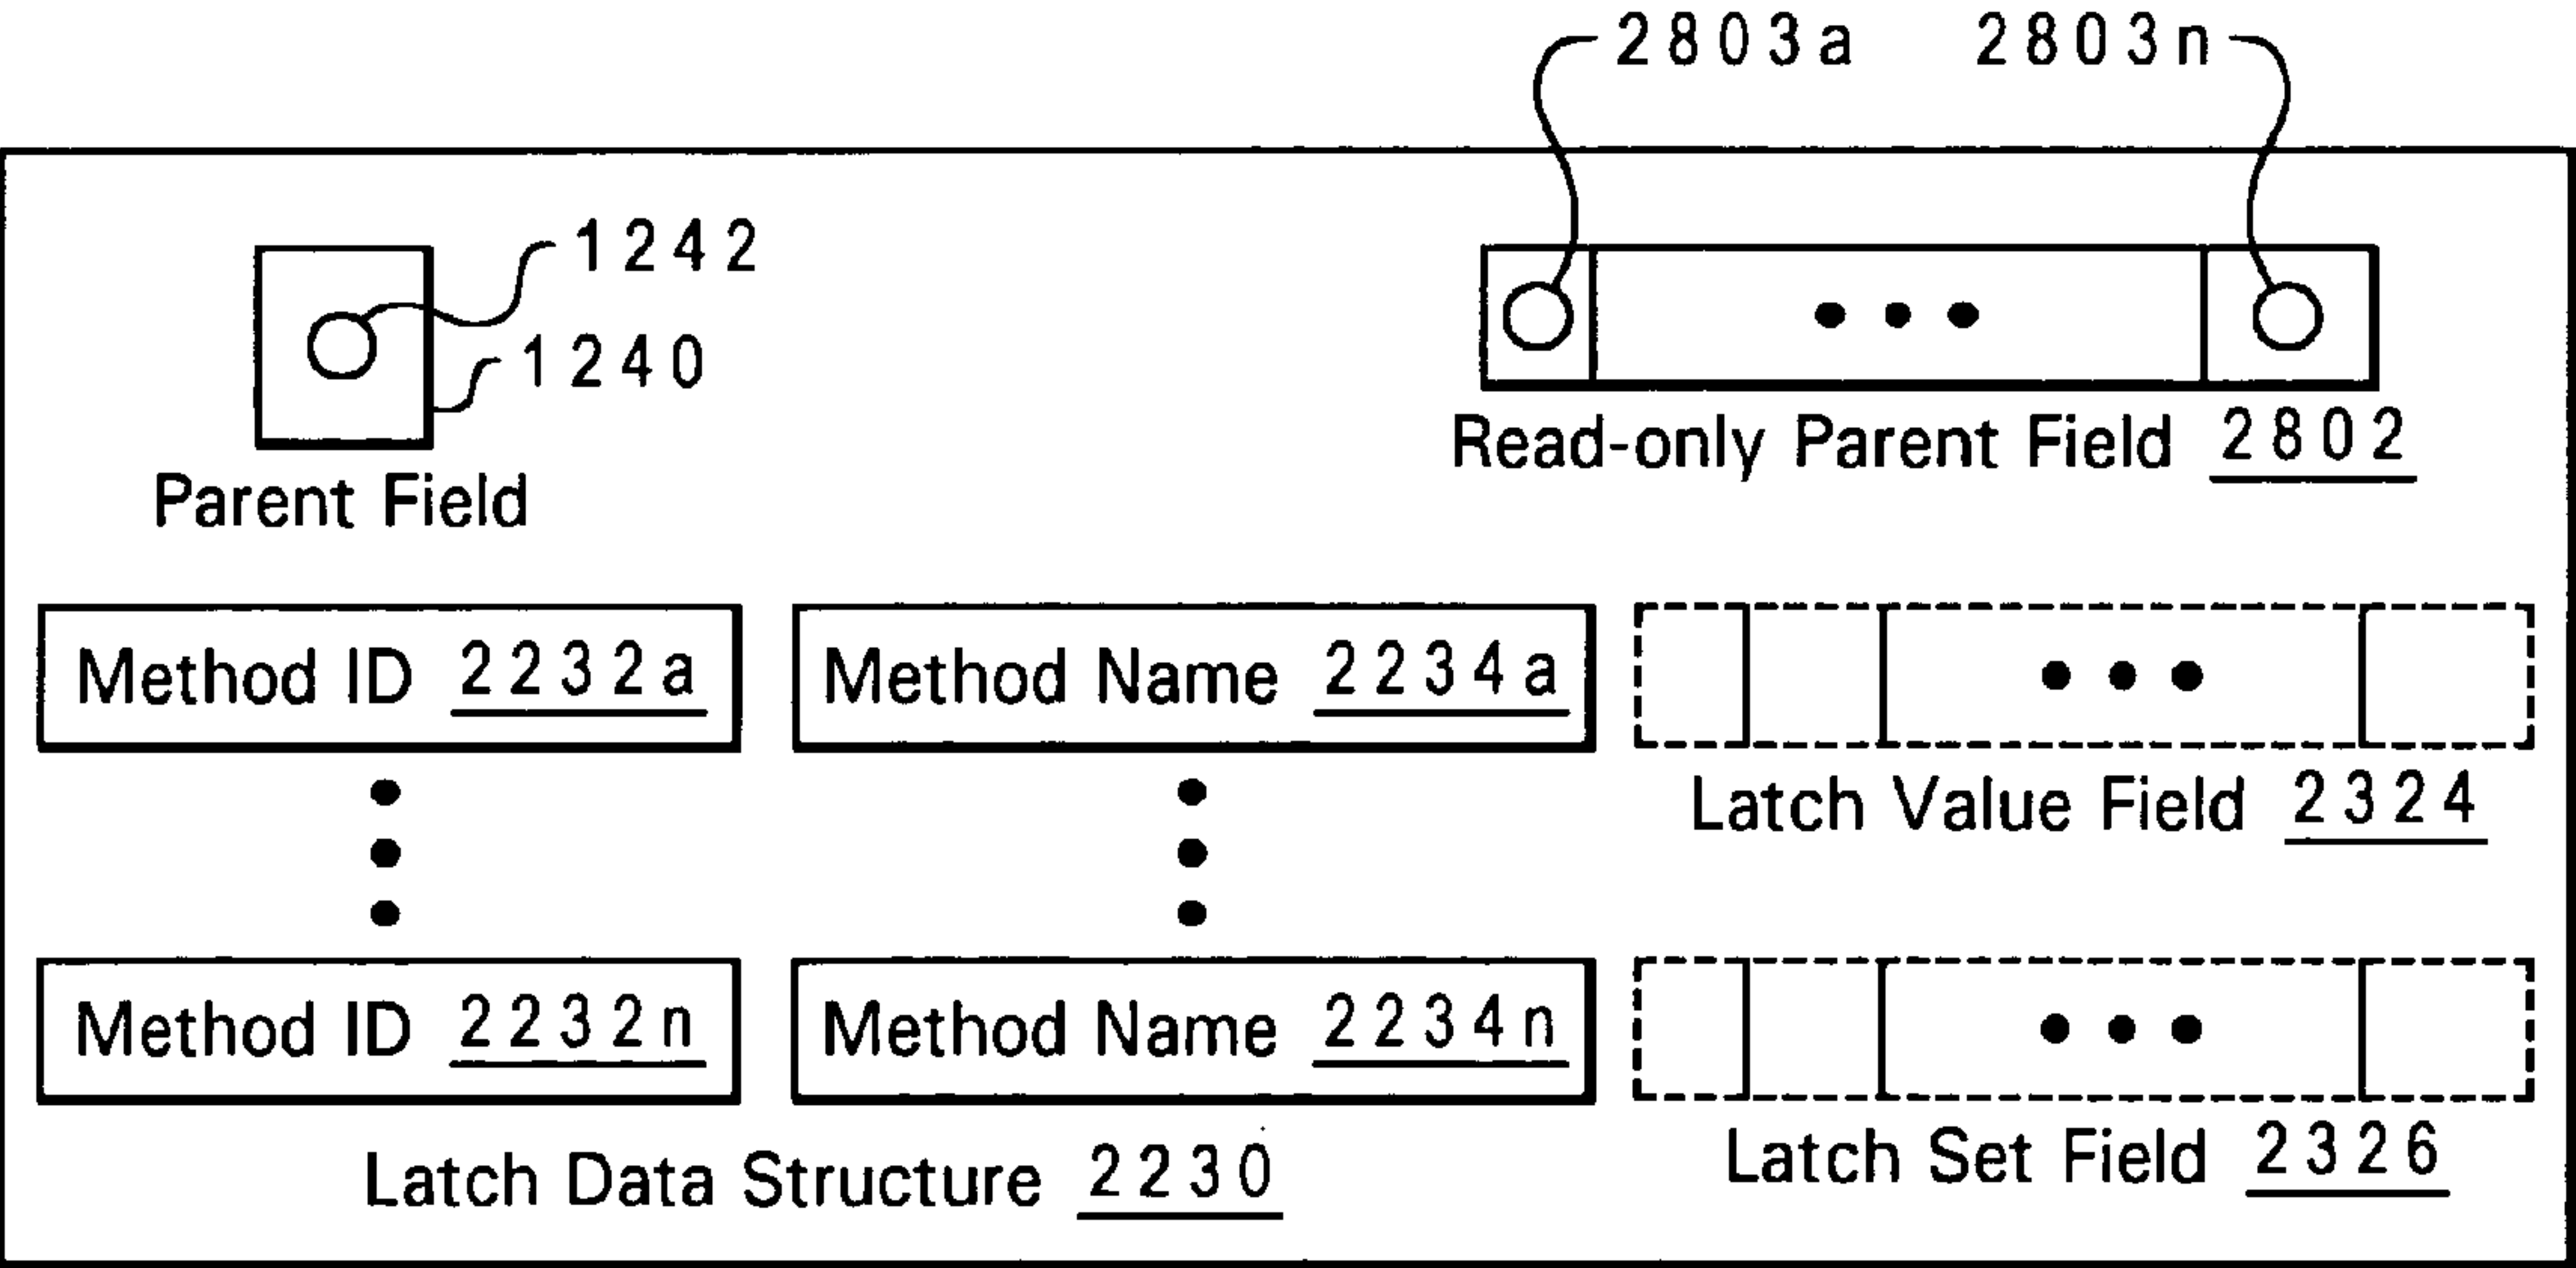 2803a 2803n
1242
1240
Parent Field
Read-only Parent Field 2802
Method ID 2232a
Method Name 2234a
Latch Value Field 2324
Method ID 2232n
Method Name 2234n
Latch Set Field 2326
Latch Data Structure 2230